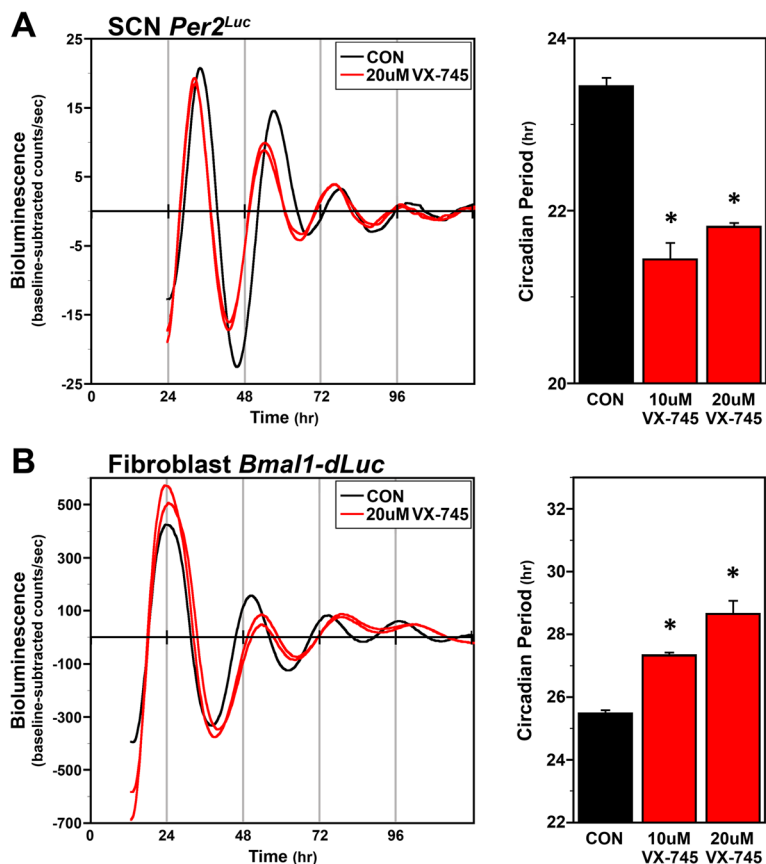 A
SCN Per2Luc
CON
20uM VX-745
25
15
5
-5
-15
-25
Bioluminescence
(baseline-subtracted counts/sec)
0
24
48
72
96
Time (hr)
24
22
20
Circadian Period (hr)
*
*
CON
10uM
VX-745
20uM
VX-745
B
Fibroblast Bmal1-dLuc
CON
20uM VX-745
500
300
100
-100
-300
-500
-700
Bioluminescence
(baseline-subtracted counts/sec)
0
24
48
72
96
Time (hr)
32
30
28
26
24
22
Circadian Period (hr)
*
*
CON
10uM
VX-745
20uM
VX-745